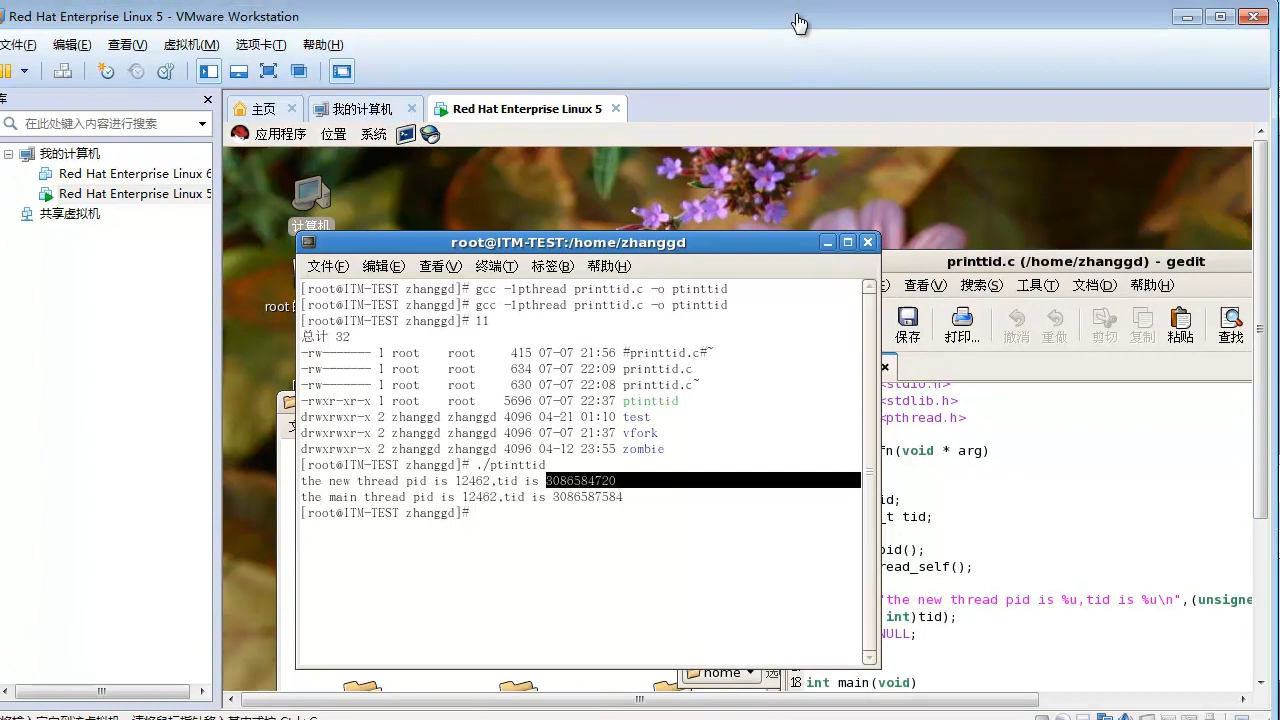 Red Hat Enterprise Linux 5 - VMware Workstation
文件(F) 编辑(E) 查看(V) 虚拟机(M) 选项卡(T) 帮助(H)
库
在此处键入内容进行搜索
我的计算机
Red Hat Enterprise Linux 6
Red Hat Enterprise Linux 5
共享虚拟机
主页 我的计算机 Red Hat Enterprise Linux 5
应用程序 位置 系统
计算机
root
root@ITM-TEST:/home/zhanggd
文件(F) 编辑(E) 查看(V) 终端(T) 标签(B) 帮助(H)
[root@ITM-TEST zhanggd]# gcc -lpthread printtid.c -o ptinttid
[root@ITM-TEST zhanggd]# gcc -lpthread printtid.c -o ptinttid
[root@ITM-TEST zhanggd]# ll
总计 32
-rw------- 1 root root 415 07-07 21:56 #printtid.c#~
-rw------- 1 root root 634 07-07 22:09 printtid.c
-rw------- 1 root root 630 07-07 22:08 printtid.c~
-rwxr-xr-x 1 root root 5696 07-07 22:37 ptinttid
drwxrwxr-x 2 zhanggd zhanggd 4096 04-21 01:10 test
drwxrwxr-x 2 zhanggd zhanggd 4096 07-07 21:37 vfork
drwxrwxr-x 2 zhanggd zhanggd 4096 04-12 23:55 zombie
[root@ITM-TEST zhanggd]# ./ptinttid
the new thread pid is 12462,tid is 3086584720
the main thread pid is 12462,tid is 3086587584
[root@ITM-TEST zhanggd]#
printtid.c (/home/zhanggd) - gedit
查看(V) 搜索(S) 工具(T) 文档(D) 帮助(H)
保存 打印... 撤消 重做 剪切 复制 粘贴 查找
<stdio.h>
<stdlib.h>
<pthread.h>
fn(void * arg)
id;
_t tid;
pid();
read_self();
"the new thread pid is %u,tid is %u\n",(unsigne
int)tid);
NULL;
18 int main(void)
home